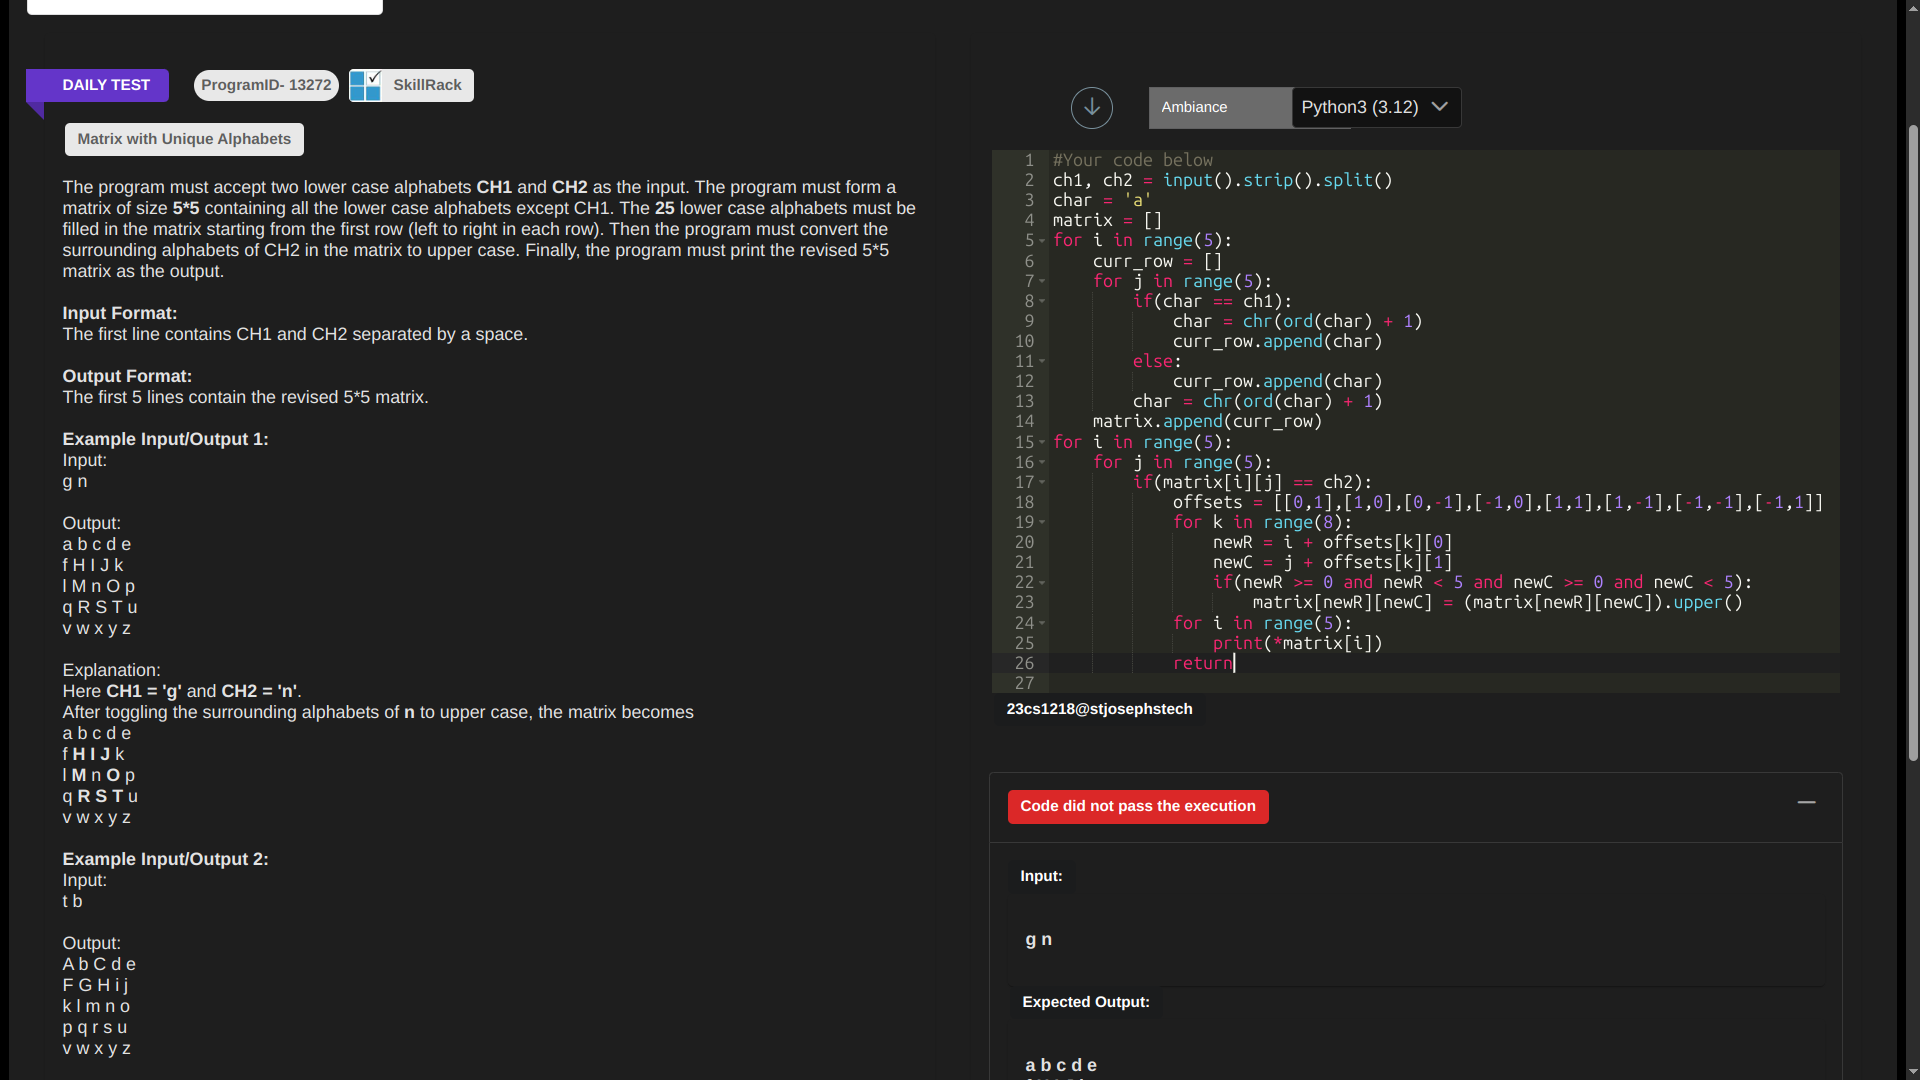 DAILY TEST
ProgramID- 13272
SkillRack
Matrix with Unique Alphabets
The program must accept two lower case alphabets CH1 and CH2 as the input. The program must form a
matrix of size 5*5 containing all the lower case alphabets except CH1. The 25 lower case alphabets must be
filled in the matrix starting from the first row (left to right in each row). Then the program must convert the
surrounding alphabets of CH2 in the matrix to upper case. Finally, the program must print the revised 5*5
matrix as the output.
Input Format:
The first line contains CH1 and CH2 separated by a space.
Output Format:
The first 5 lines contain the revised 5*5 matrix.
Example Input/Output 1:
Input:
g n
Output:
a b c d e
f H I J k
l M n O p
q R S T u
v w x y z
Explanation:
Here CH1 = 'g' and CH2 = 'n'.
After toggling the surrounding alphabets of n to upper case, the matrix becomes
a b c d e
f H I J k
l M n O p
q R S T u
v w x y z
Example Input/Output 2:
Input:
t b
Output:
A b C d e
F G H i j
k l m n o
p q r s u
v w x y z
Ambiance
Python3 (3.12)
1 #Your code below
2 ch1, ch2 = input().strip().split()
3 char = 'a'
4 matrix = []
5 for i in range(5):
6     curr_row = []
7     for j in range(5):
8         if(char == ch1):
9             char = chr(ord(char) + 1)
10             curr_row.append(char)
11         else:
12             curr_row.append(char)
13         char = chr(ord(char) + 1)
14     matrix.append(curr_row)
15 for i in range(5):
16     for j in range(5):
17         if(matrix[i][j] == ch2):
18             offsets = [[0,1],[1,0],[0,-1],[-1,0],[1,1],[1,-1],[-1,-1],[-1,1]]
19             for k in range(8):
20                 newR = i + offsets[k][0]
21                 newC = j + offsets[k][1]
22                 if(newR >= 0 and newR < 5 and newC >= 0 and newC < 5):
23                     matrix[newR][newC] = (matrix[newR][newC]).upper()
24             for i in range(5):
25                 print(*matrix[i])
26             return
27
23cs1218@stjosephstech
Code did not pass the execution
Input:
g n
Expected Output:
a b c d e